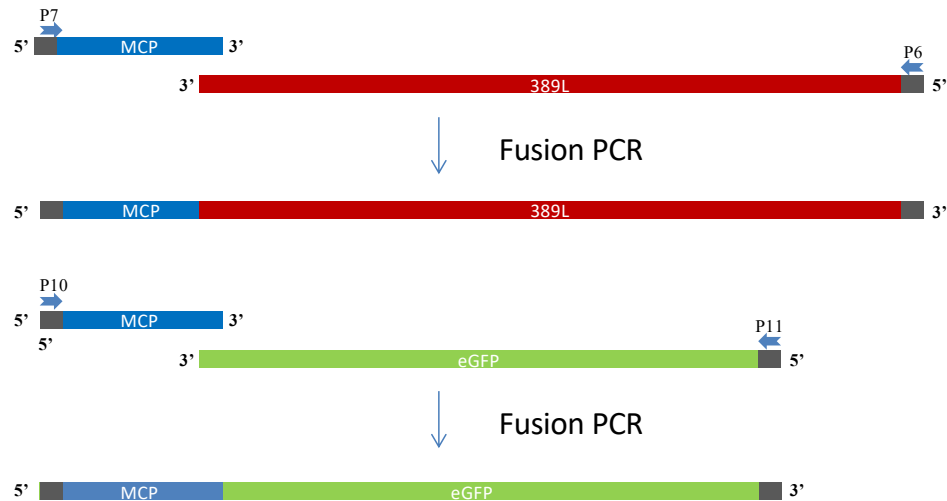 P7
5’ MCP 3’
P6
3’ 389L 5’
Fusion PCR
5’ MCP 389L 3’
P10
5’ MCP 3’
5’
P11
3’ eGFP 5’
Fusion PCR
5’ MCP eGFP 3’